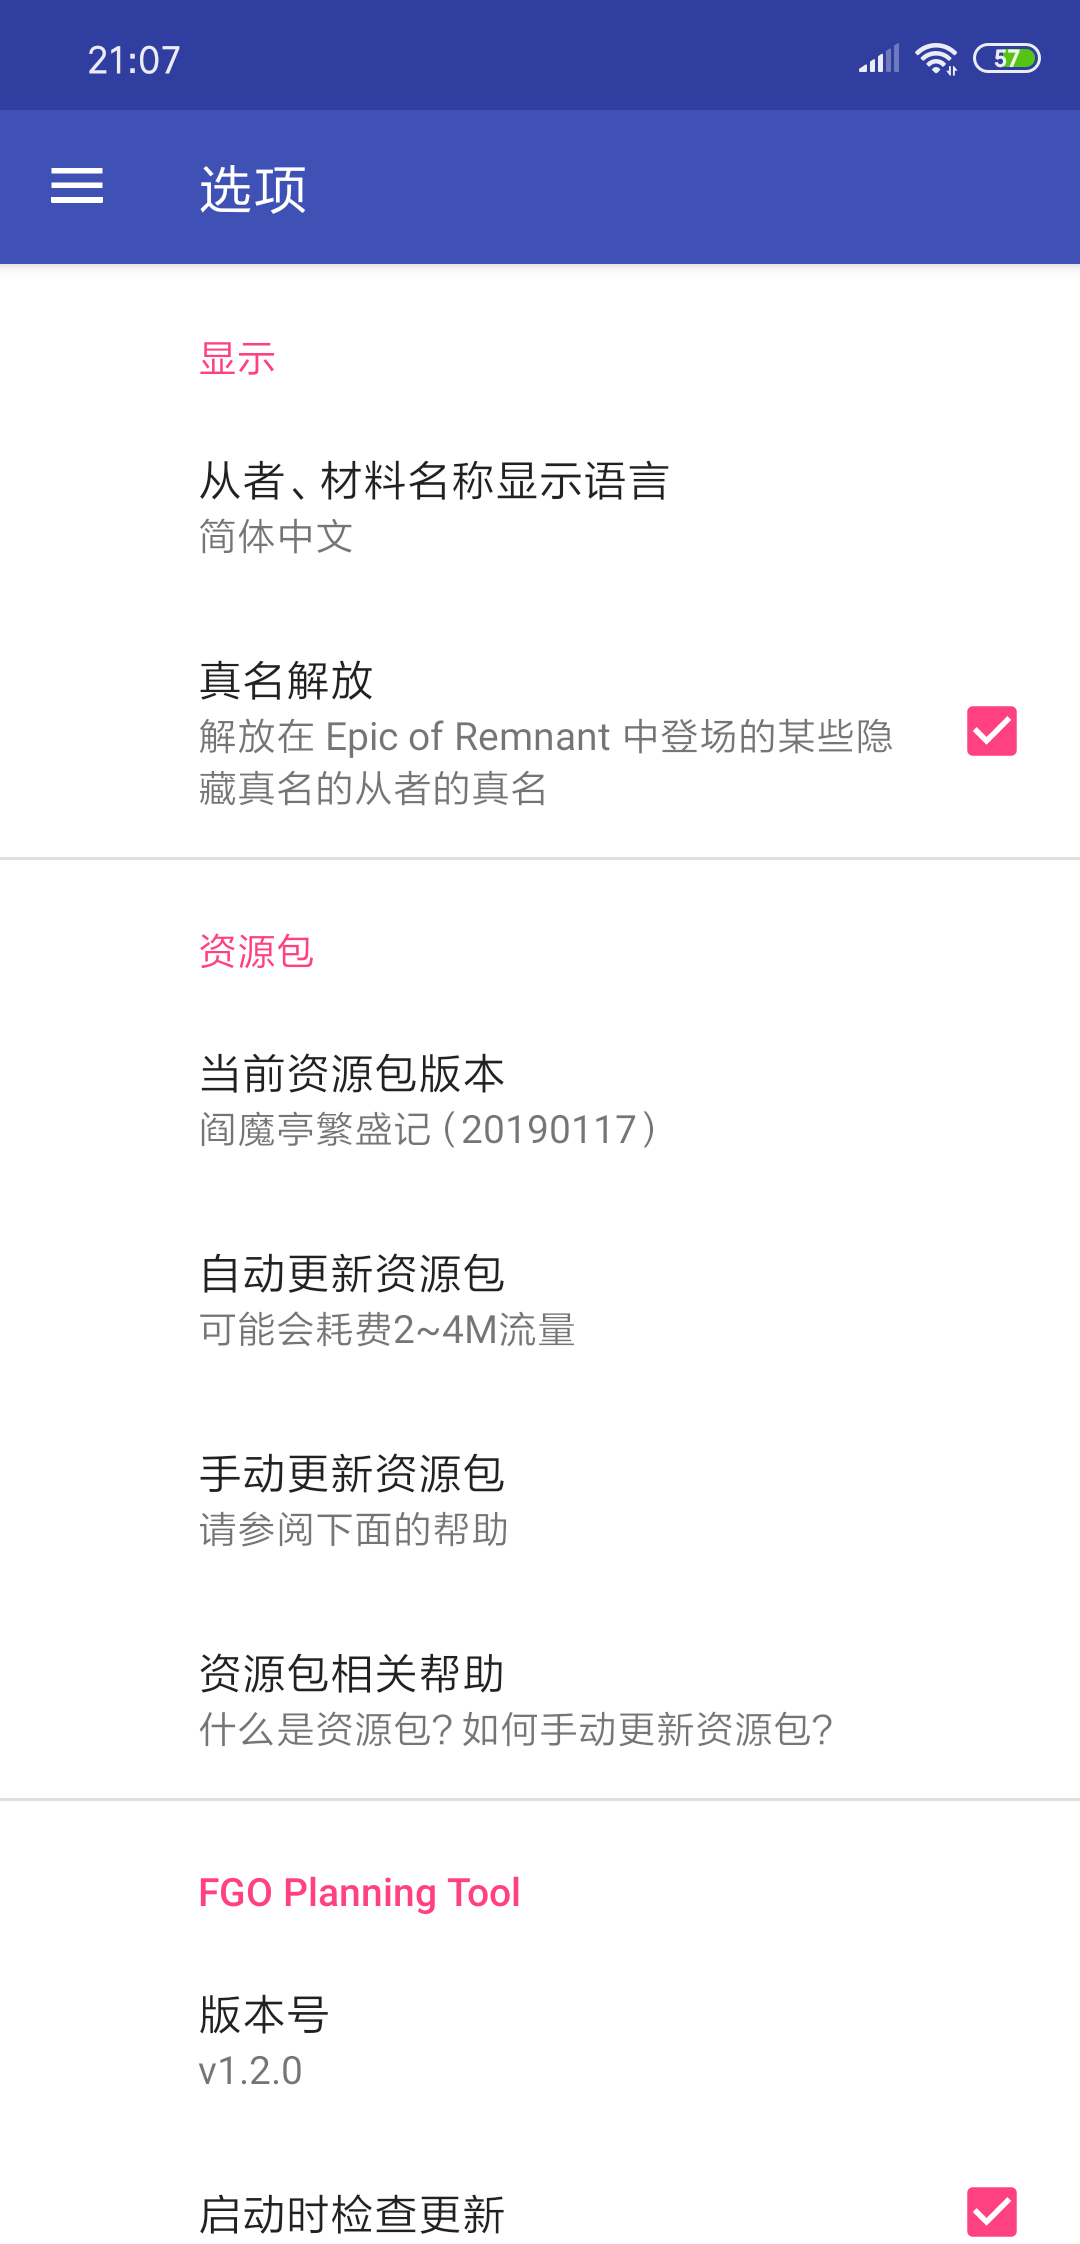 21:07
57
选项
显示
从者、材料名称显示语言
简体中文
真名解放
解放在 Epic of Remnant 中登场的某些隐
藏真名的从者的真名
资源包
当前资源包版本
阎魔亭繁盛记（20190117）
自动更新资源包
可能会耗费2~4M流量
手动更新资源包
请参阅下面的帮助
资源包相关帮助
什么是资源包? 如何手动更新资源包?
FGO Planning Tool
版本号
v1.2.0
启动时检查更新